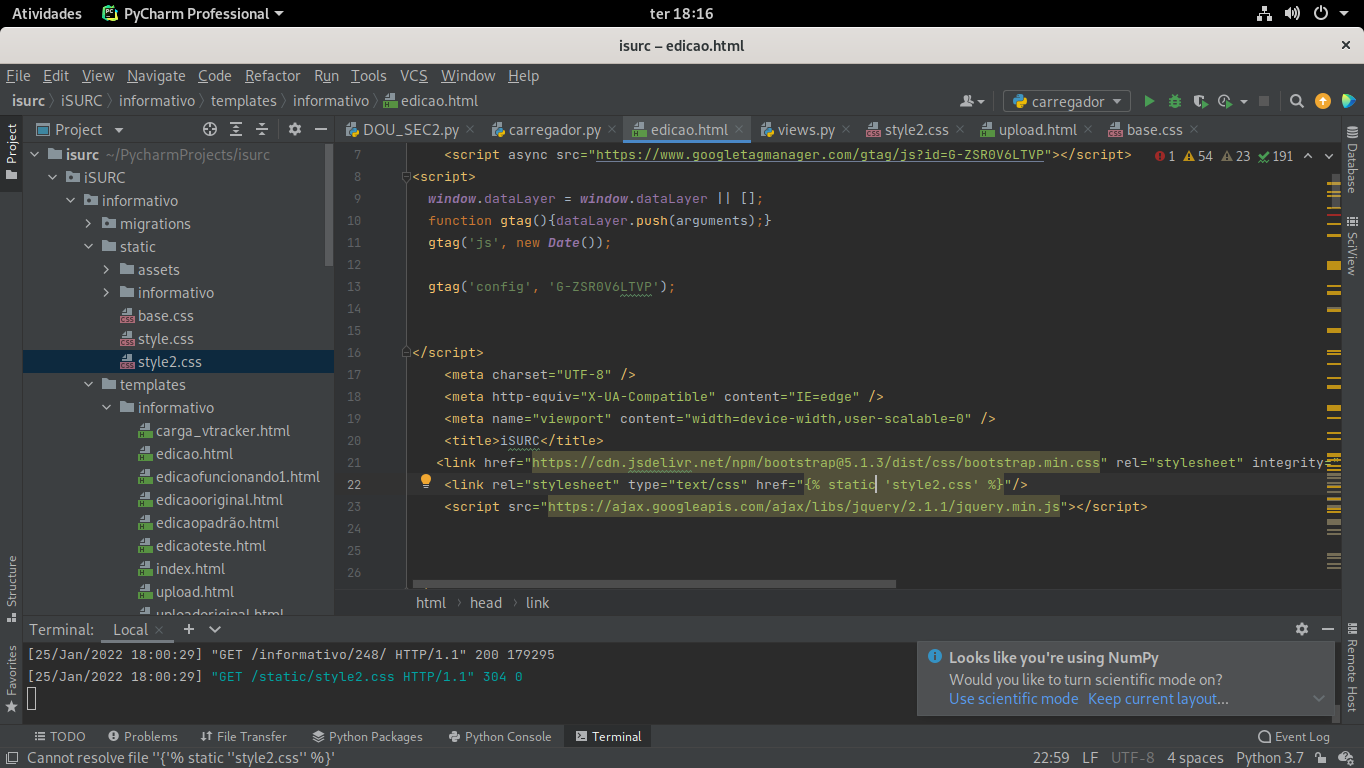 Atividades PyCharm Professional ter 18:16
isurc – edicao.html ×
File Edit View Navigate Code Refactor Run Tools VCS Window Help
isurc iSURC informativo templates informativo edicao.html carregador
Project DOU_SEC2.py carregador.py edicao.html views.py style2.css upload.html base.css
Project
isurc ~/PycharmProjects/isurc
iSURC
informativo
migrations
static
assets
informativo
base.css
style.css
style2.css
templates
informativo
carga_vtracker.html
edicao.html
edicaofuncionando1.html
edicaooriginal.html
edicaopadrão.html
edicaoteste.html
index.html
upload.html
uploadoriginal.html
1 54 23 191
7 <script async src="https://www.googletagmanager.com/gtag/js?id=G-ZSR0V6LTVP"></script>
8 <script>
9 window.dataLayer = window.dataLayer || [];
10 function gtag(){dataLayer.push(arguments);}
11 gtag('js', new Date());
12
13 gtag('config', 'G-ZSR0V6LTVP');
14
15
16 </script>
17 <meta charset="UTF-8" />
18 <meta http-equiv="X-UA-Compatible" content="IE=edge" />
19 <meta name="viewport" content="width=device-width,user-scalable=0" />
20 <title>iSURC</title>
21 <link href="https://cdn.jsdelivr.net/npm/bootstrap@5.1.3/dist/css/bootstrap.min.css" rel="stylesheet" integrity="
22 <link rel="stylesheet" type="text/css" href="{% static 'style2.css' %}"/>
23 <script src="https://ajax.googleapis.com/ajax/libs/jquery/2.1.1/jquery.min.js"></script>
24
25
26
html head link
Database
SciView
Remote Host
Structure
Favorites
Terminal: Local × +
[25/Jan/2022 18:00:29] "GET /informativo/248/ HTTP/1.1" 200 179295
[25/Jan/2022 18:00:29] "GET /static/style2.css HTTP/1.1" 304 0
Looks like you're using NumPy
Would you like to turn scientific mode on?
Use scientific mode Keep current layout...
TODO Problems File Transfer Python Packages Python Console Terminal Event Log
Cannot resolve file ''{'% static ''style2.css'' %}' 22:59 LF UTF-8 4 spaces Python 3.7